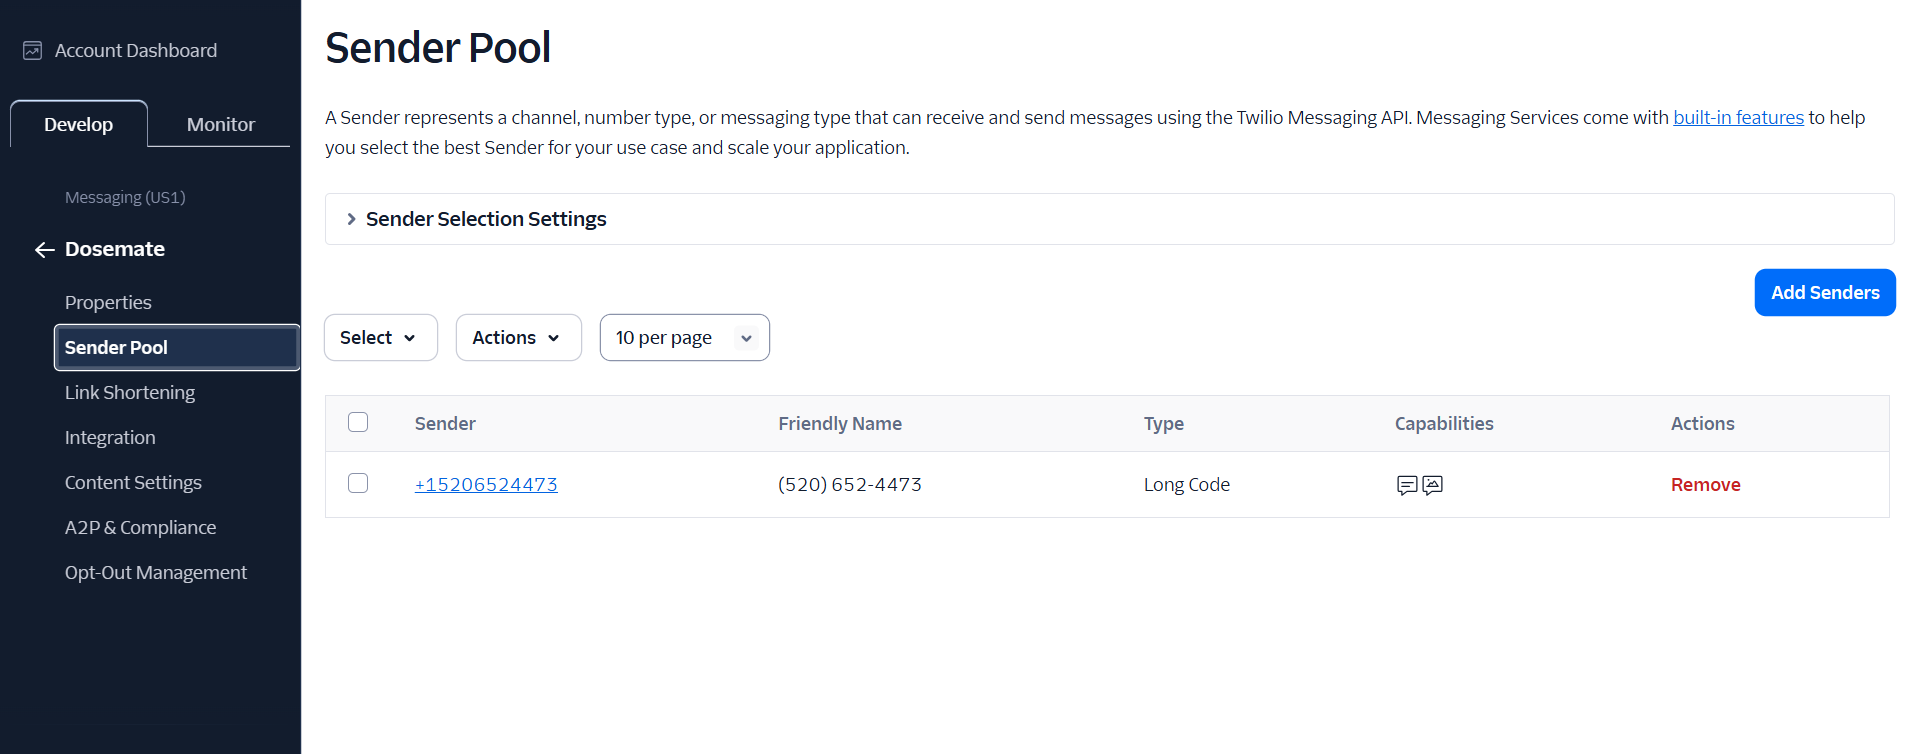 Account Dashboard
Develop
Monitor
Messaging (US1)
Dosemate
Properties
Sender Pool
Link Shortening
Integration
Content Settings
A2P & Compliance
Opt-Out Management
Sender Pool
A Sender represents a channel, number type, or messaging type that can receive and send messages using the Twilio Messaging API. Messaging Services come with built-in features to help
you select the best Sender for your use case and scale your application.
Sender Selection Settings
Add Senders
Select
Actions
10 per page
Sender Friendly Name Type Capabilities Actions
+15206524473 (520) 652-4473 Long Code Remove